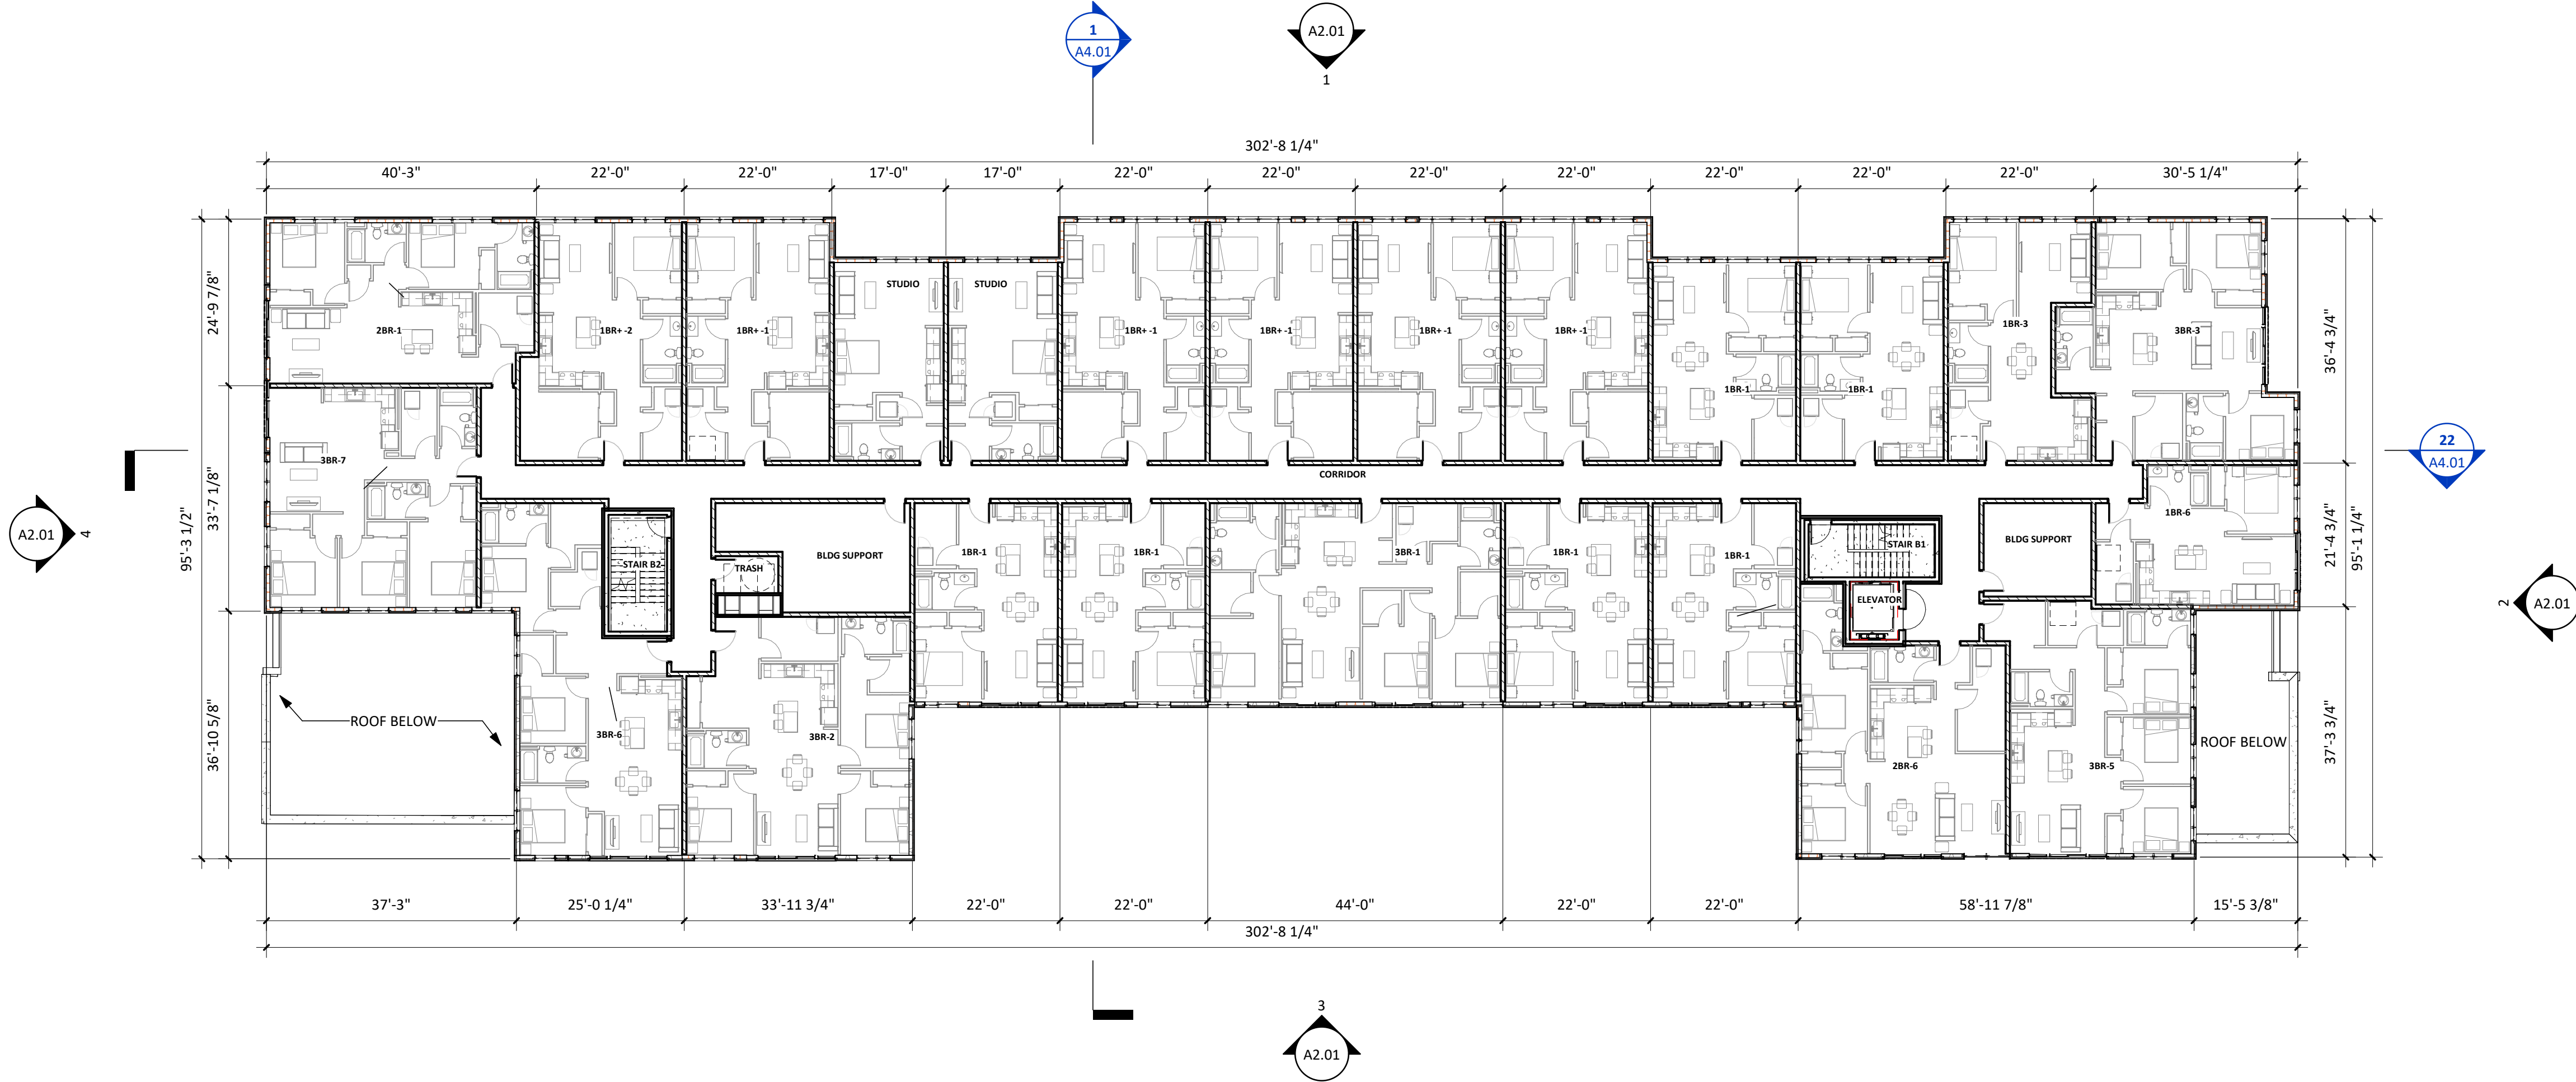 1
A4.01
A2.01
1
302'-8 1/4"
40'-3"
22'-0"
22'-0"
17'-0"
17'-0"
22'-0"
22'-0"
22'-0"
22'-0"
22'-0"
22'-0"
22'-0"
30'-5 1/4"
24'-9 7/8"
33'-7 1/8"
36'-10 5/8"
95'-3 1/2"
36'-4 3/4"
21'-4 3/4"
37'-3 3/4"
95'-1 1/4"
STUDIO
STUDIO
2BR-1
1BR+ -2
1BR+ -1
1BR+ -1
1BR+ -1
1BR+ -1
1BR+ -1
1BR-3
3BR-3
1BR-1
1BR-1
3BR-7
CORRIDOR
22
A4.01
A2.01
4
1BR-6
STAIR B2
TRASH
BLDG SUPPORT
1BR-1
1BR-1
3BR-1
1BR-1
1BR-1
STAIR B1
BLDG SUPPORT
ELEVATOR
2
A2.01
ROOF BELOW
3BR-6
3BR-2
2BR-6
3BR-5
ROOF BELOW
37'-3"
25'-0 1/4"
33'-11 3/4"
22'-0"
22'-0"
44'-0"
22'-0"
22'-0"
58'-11 7/8"
15'-5 3/8"
302'-8 1/4"
3
A2.01